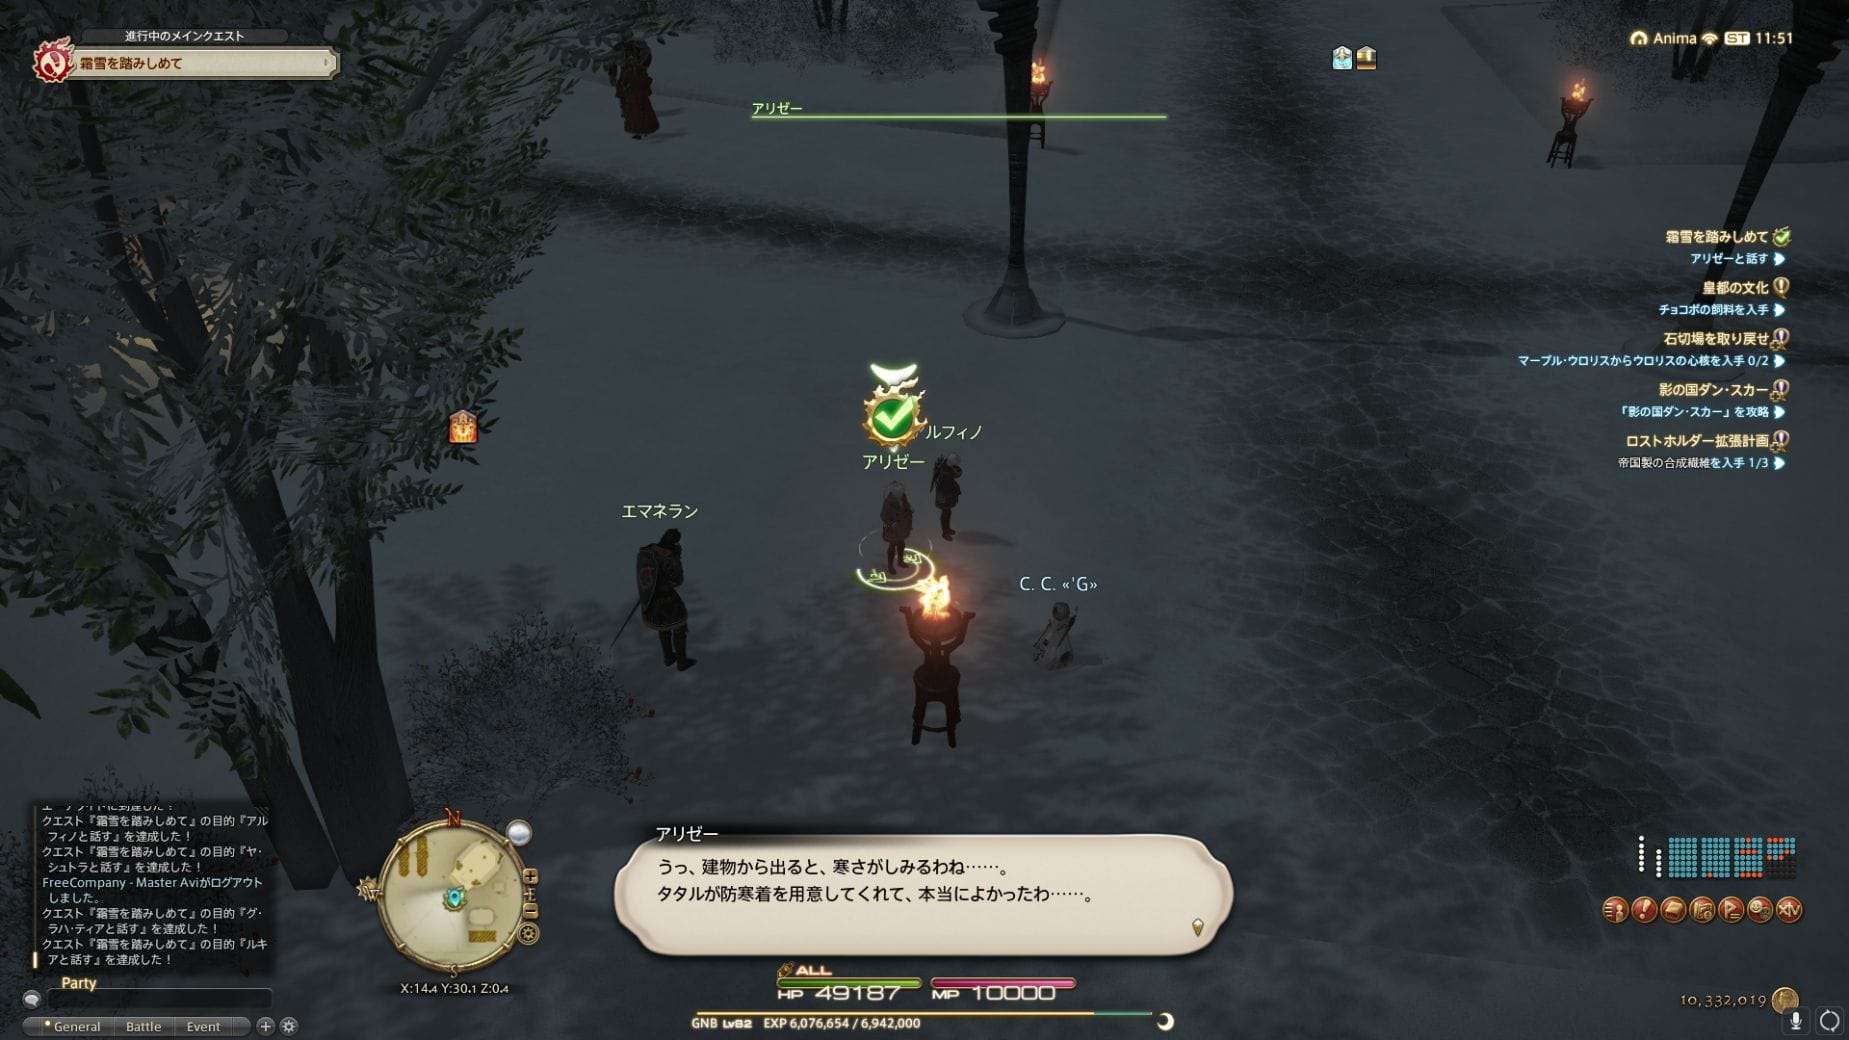 進行中のメインクエスト
霜雪を踏みしめて
Anima ST 11:51
アリゼー
霜雪を踏みしめて
アリゼーと話す
皇都の文化
チョコボの飼料を入手
石切場を取り戻せ
マーブル・ウロリスからウロリスの心核を入手 0/2
影の国ダン・スカー
「影の国ダン・スカー」を攻略
ロストホルダー拡張計画
帝国製の合成繊維を入手 1/3
ルフィノ
アリゼー
エマネラン
C. C. «'G»
クエスト『霜雪を踏みしめて』の目的『アル
フィノと話す』を達成した！
クエスト『霜雪を踏みしめて』の目的『ヤ・
シュトラと話す』を達成した！
FreeCompany - Master Aviがログアウト
しました。
クエスト『霜雪を踏みしめて』の目的『グ・
ラハ・ティアと話す』を達成した！
クエスト『霜雪を踏みしめて』の目的『ルキ
アと話す』を達成した！
Party
General Battle Event
N
S
X:14.4 Y:30.1 Z:0.4
アリゼー
うっ、建物から出ると、寒さがしみるわね……。
タタルが防寒着を用意してくれて、本当によかったわ……。
ALL
HP 49187 MP 10000
GNB Lv82 EXP 6,076,654 / 6,942,000
XIV
10,332,019